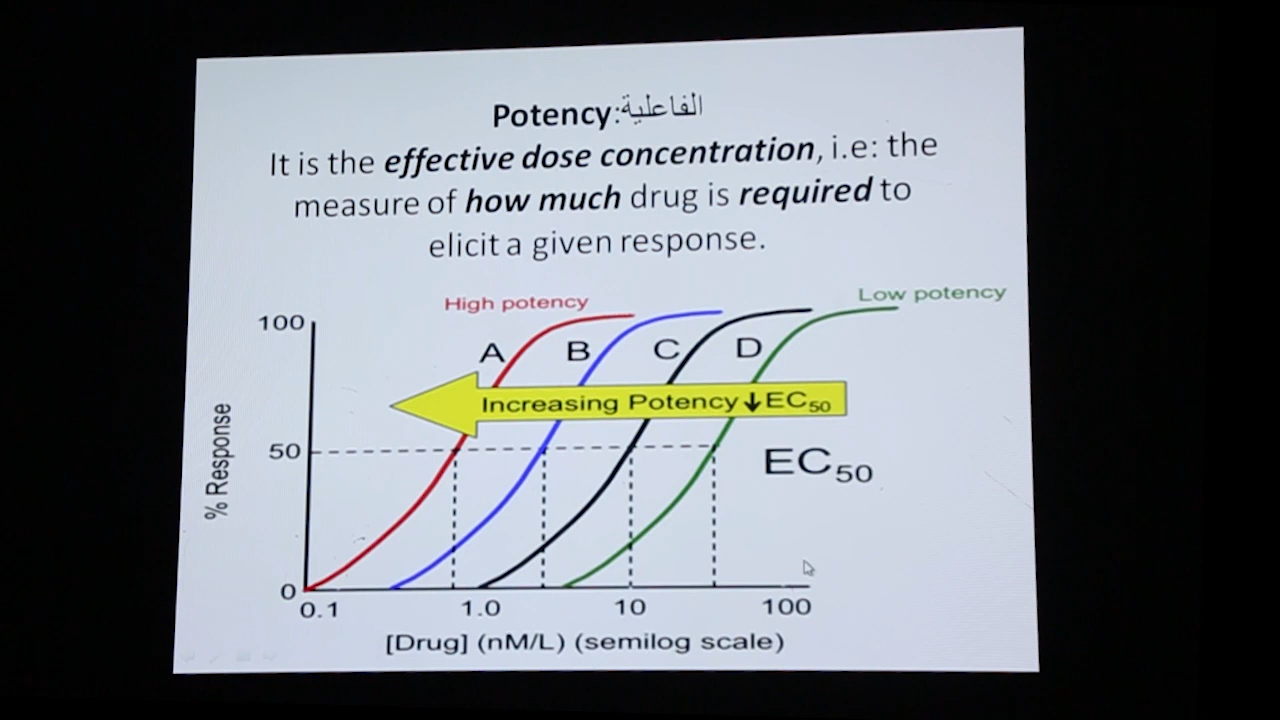 Potency:الفاعلية
It is the effective dose concentration, i.e: the
measure of how much drug is required to
elicit a given response.
High potency
Low potency
100
A
B
C
D
Increasing Potency ↓ EC50
50
EC50
% Response
0
0.1
1.0
10
100
[Drug] (nM/L) (semilog scale)